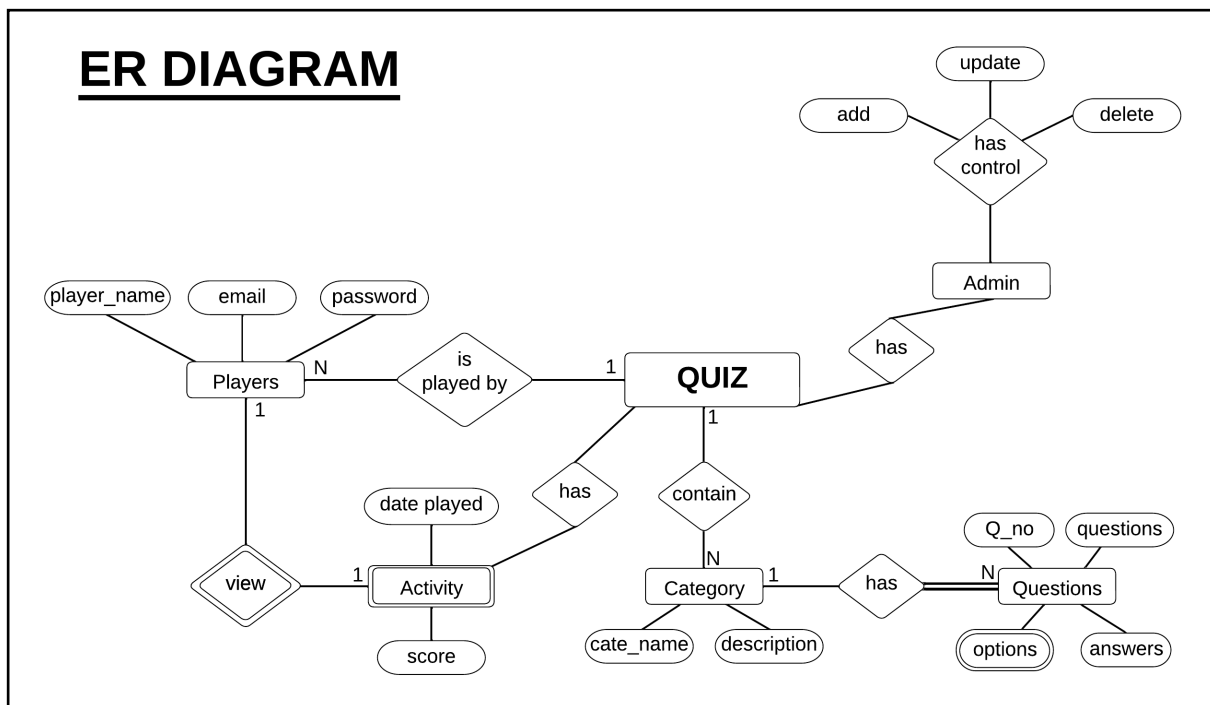 ER DIAGRAM
update
add
delete
has
control
Admin
player_name
email
password
has
is
played by
N
1
QUIZ
Players
1
1
date played
has
contain
Q_no
questions
view
1
Activity
N
Category
1
has
N
Questions
score
cate_name
description
options
answers